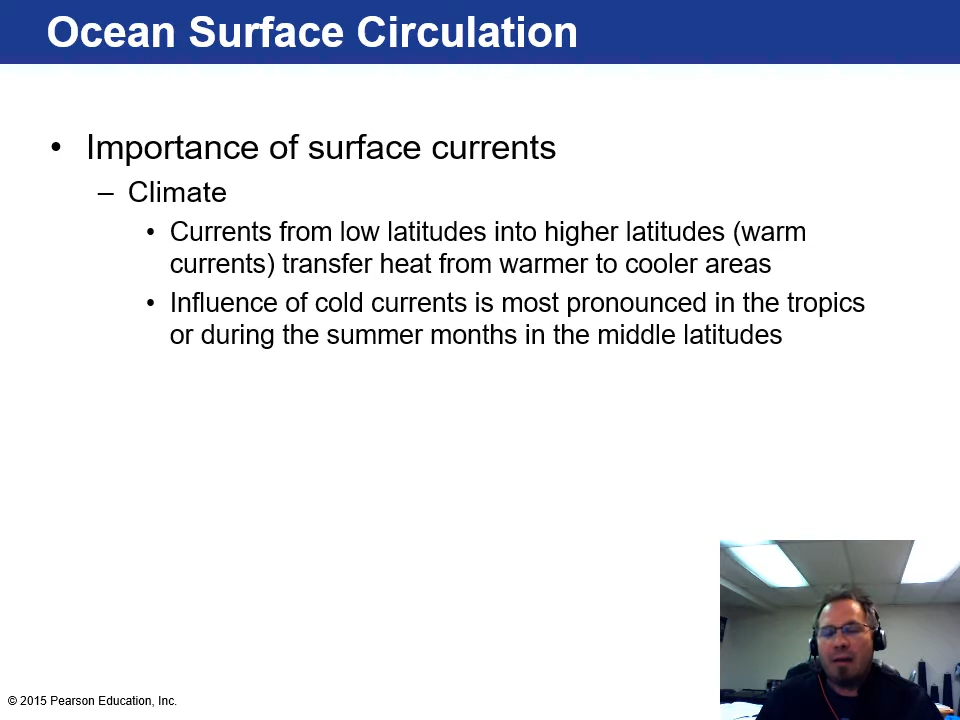 Ocean Surface Circulation
• Importance of surface currents
– Climate
• Currents from low latitudes into higher latitudes (warm
currents) transfer heat from warmer to cooler areas
• Influence of cold currents is most pronounced in the tropics
or during the summer months in the middle latitudes
© 2015 Pearson Education, Inc.